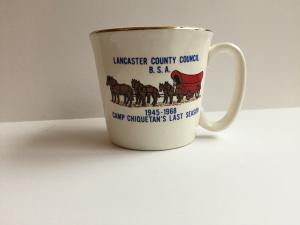 LANCASTER COUNTY COUNCIL
B. S. A.
1945-1968
CAMP CHIQUETAN'S LAST SEASON